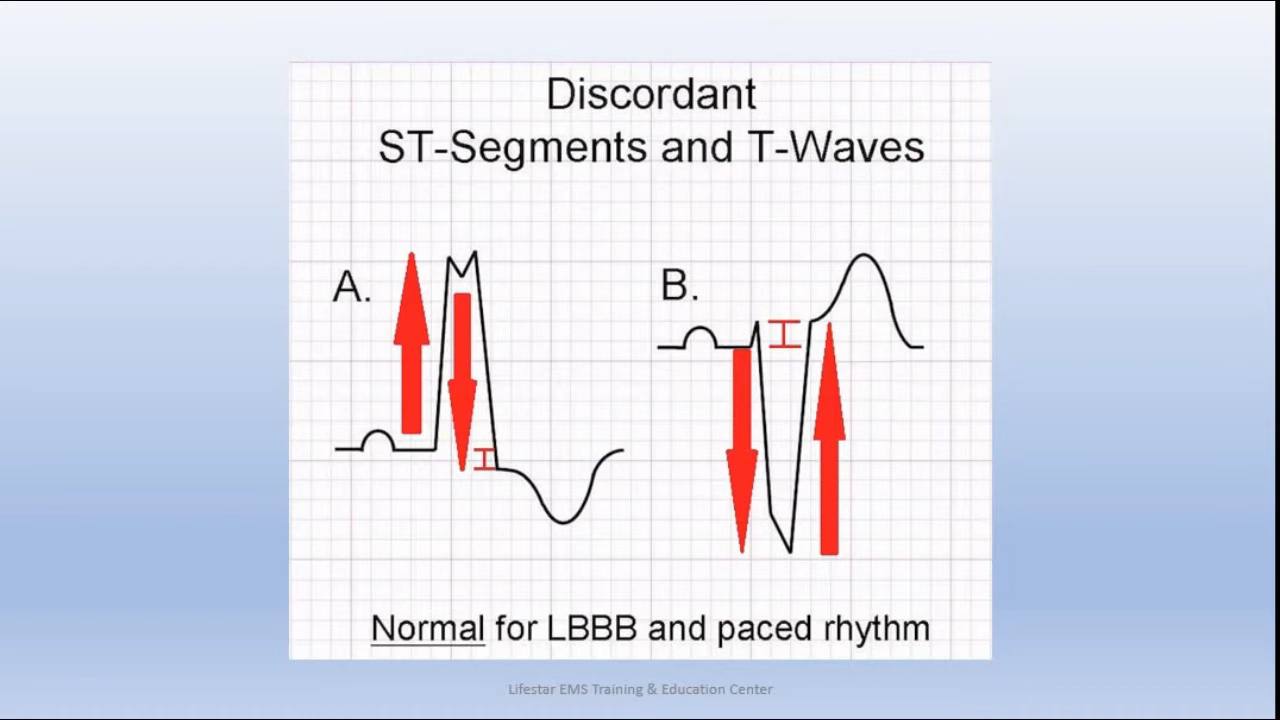 Discordant
ST-Segments and T-Waves
A.
B.
Normal for LBBB and paced rhythm
Lifestar EMS Training & Education Center